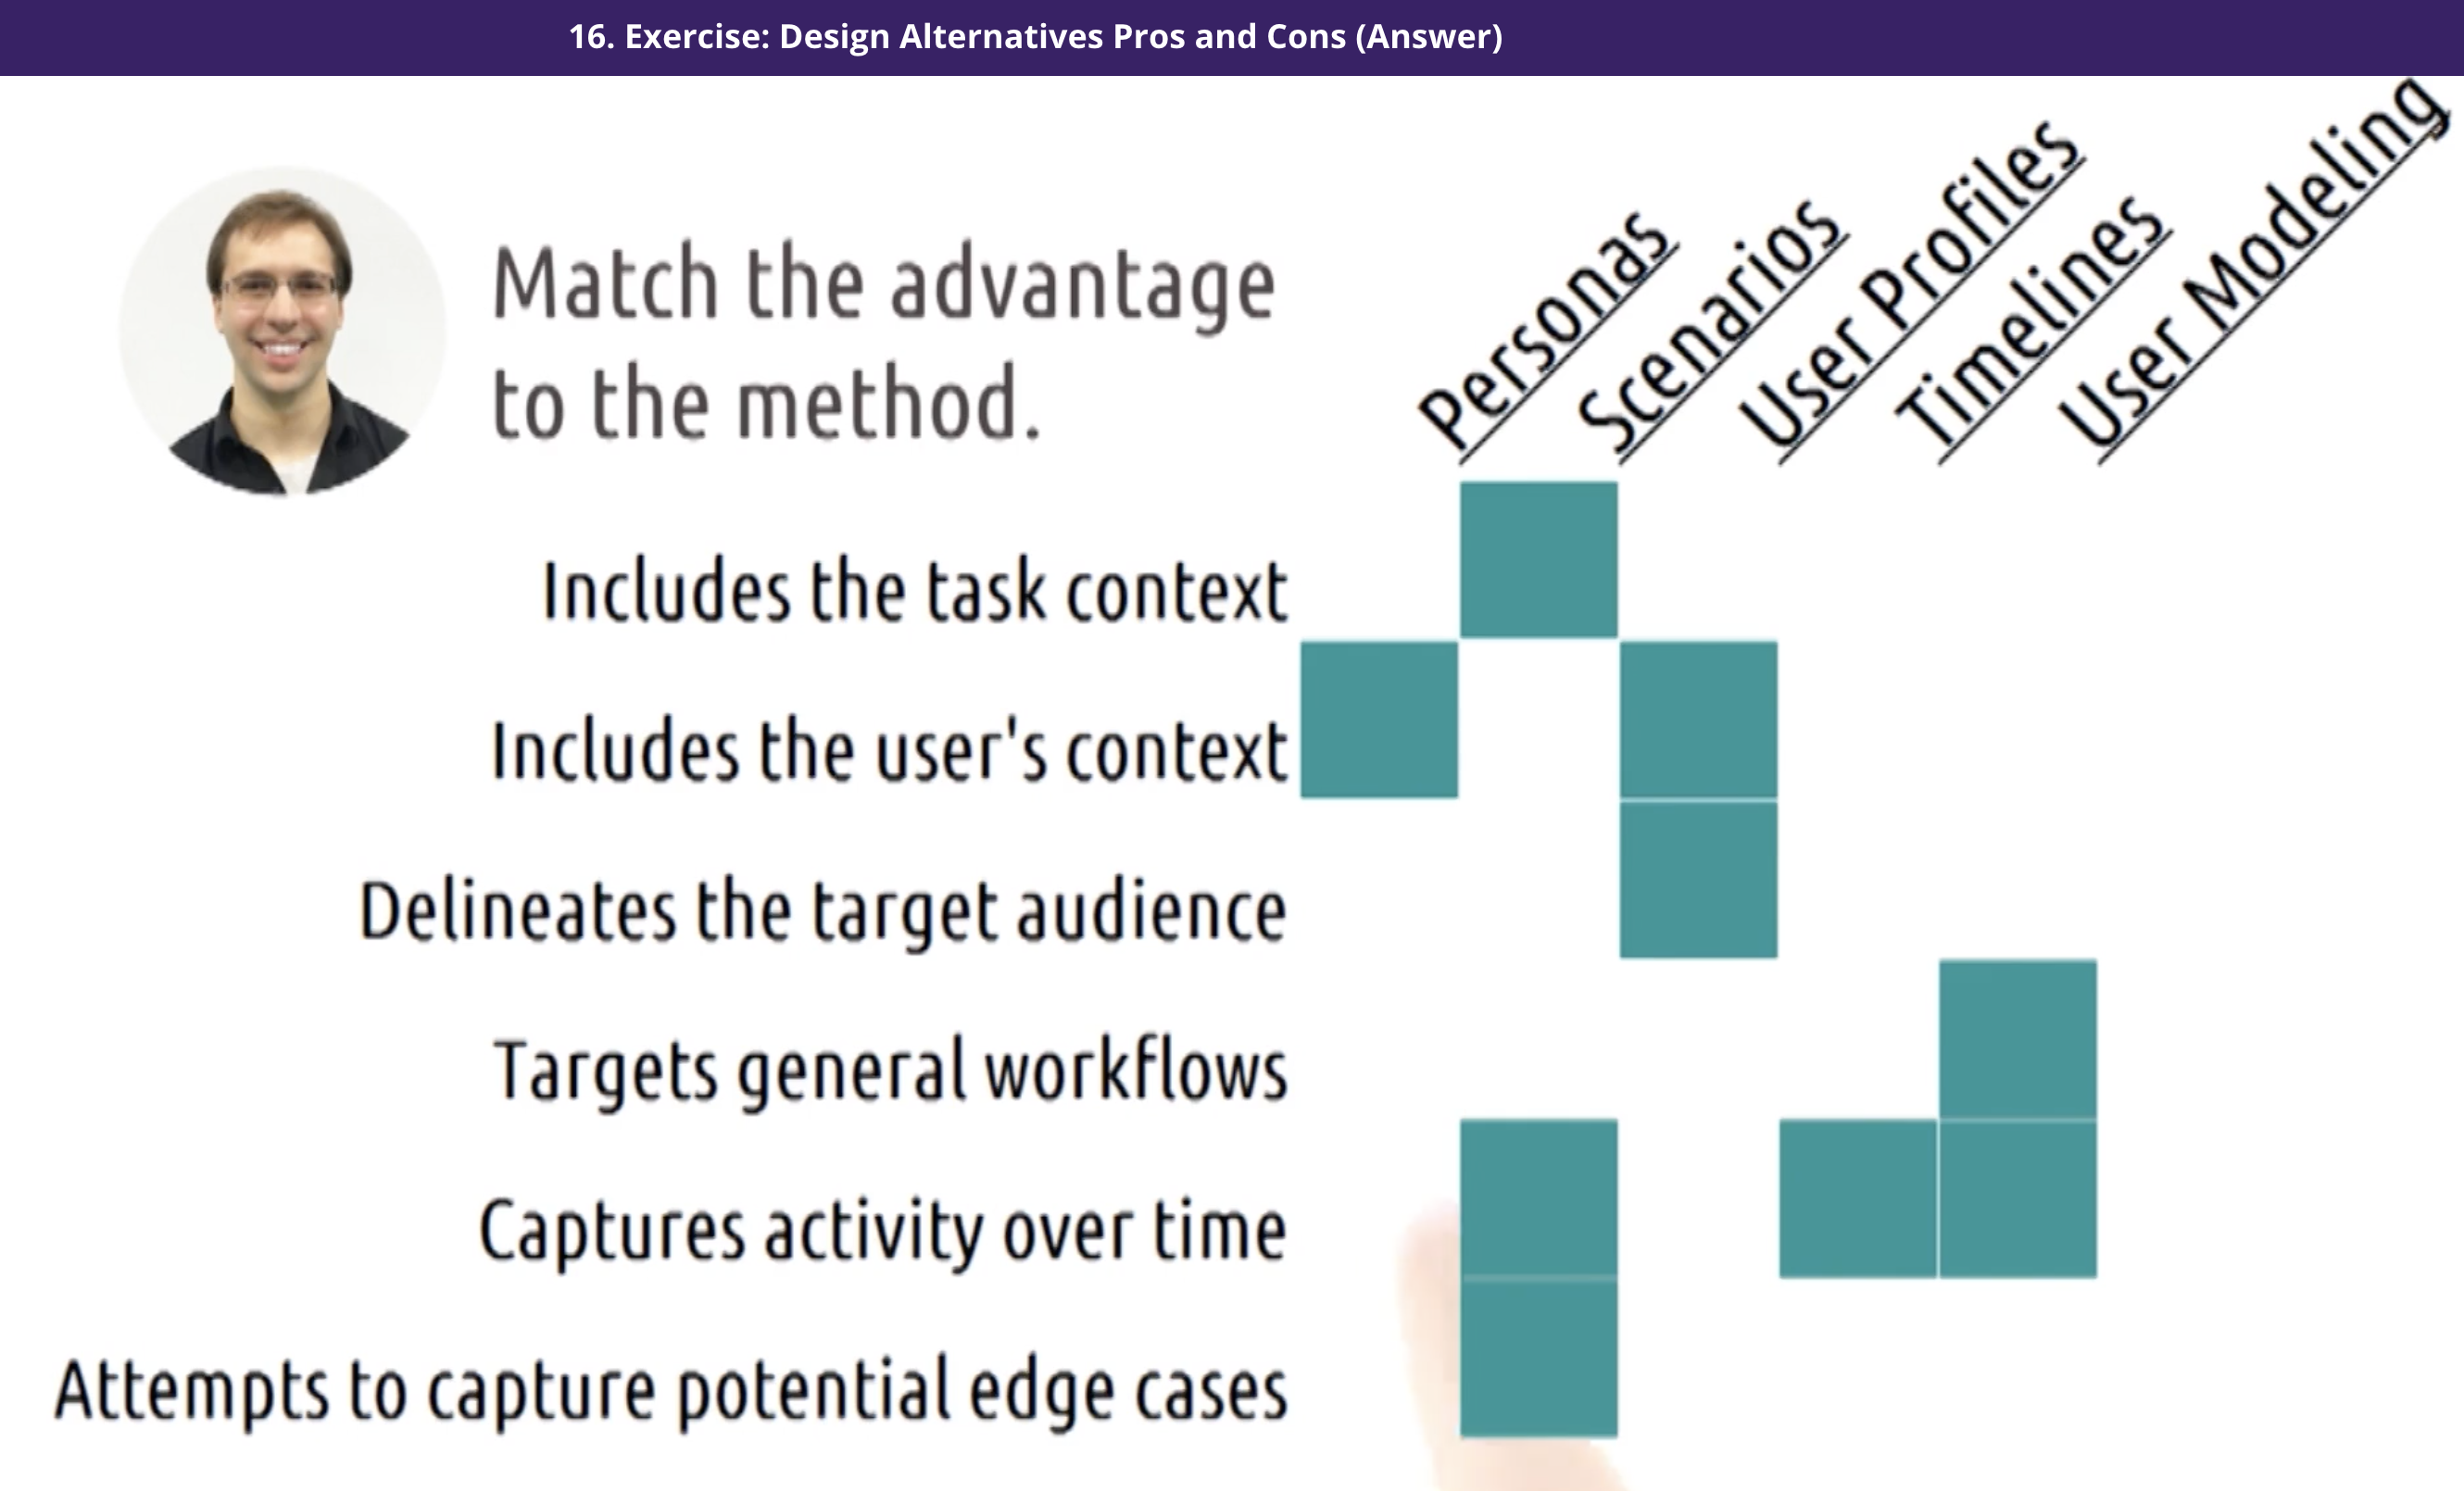 16. Exercise: Design Alternatives Pros and Cons (Answer)
Match the advantage
to the method.
Personas
Scenarios
User Profiles
Timelines
User Modeling
Includes the task context
Includes the user's context
Delineates the target audience
Targets general workflows
Captures activity over time
Attempts to capture potential edge cases